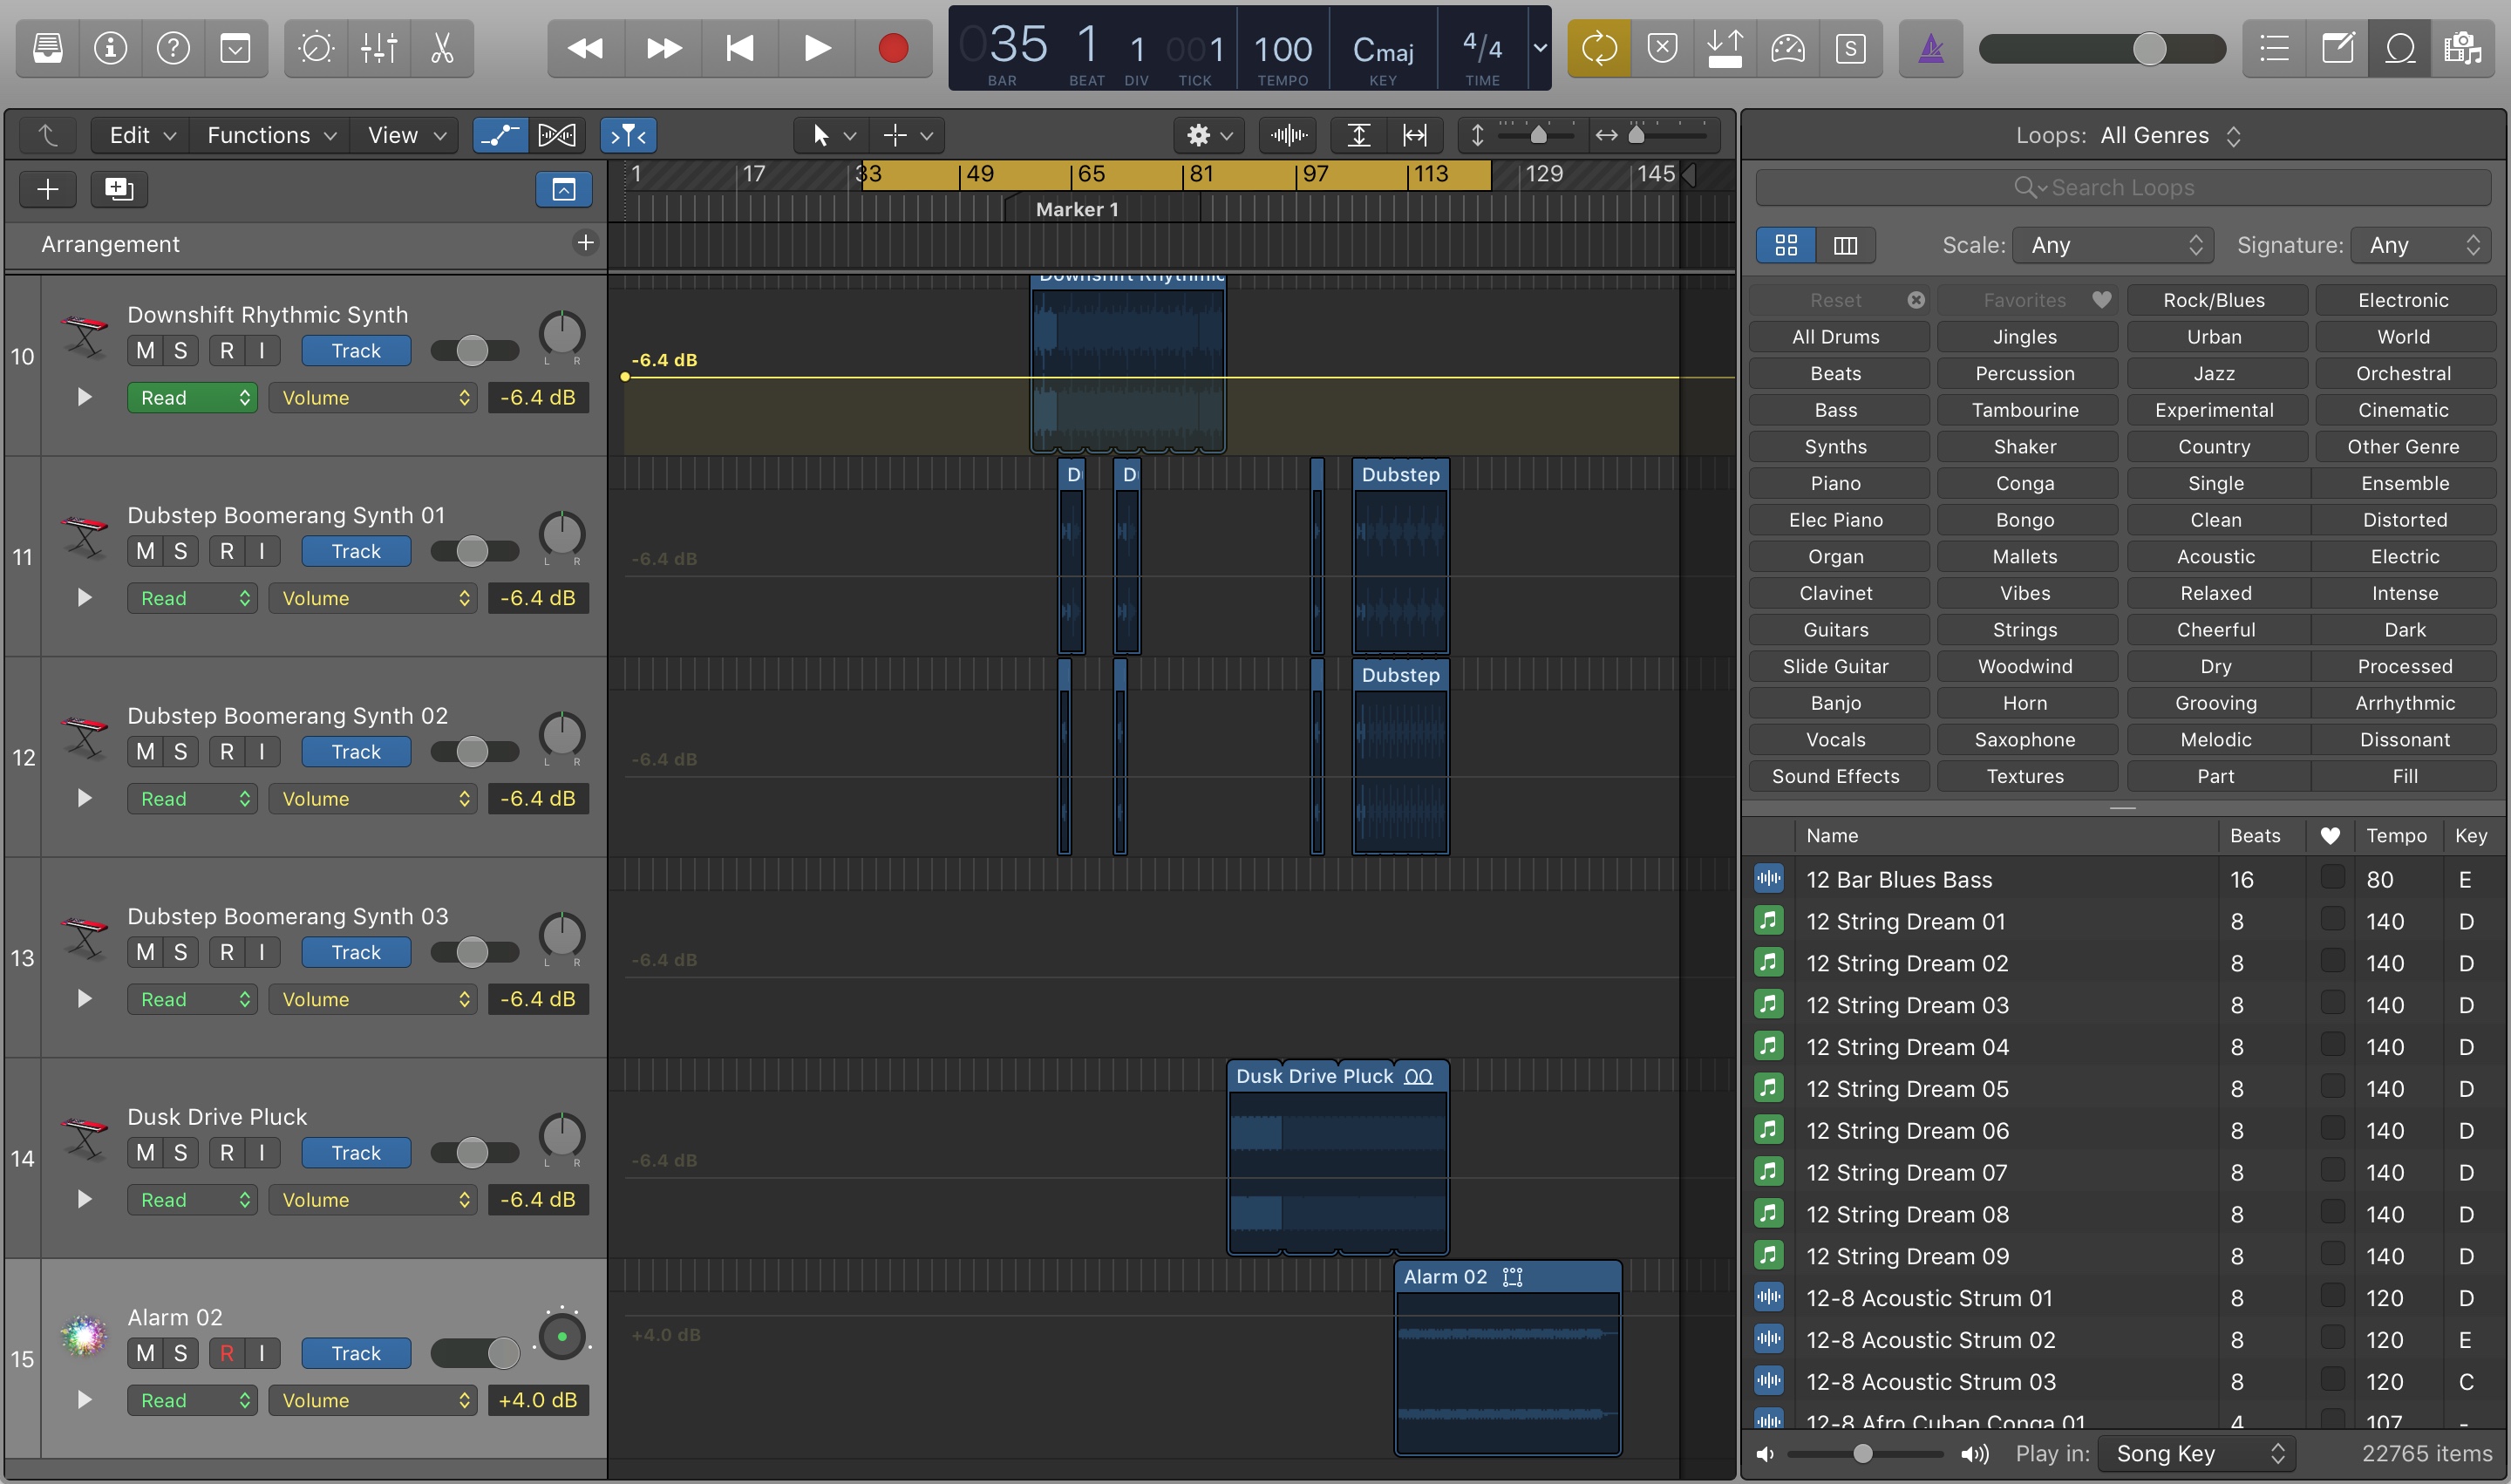 035 1 1 001 100 Cmaj 4/4
BAR BEAT DIV TICK TEMPO KEY TIME
S
Edit Functions View
Loops: All Genres
1 17 33 49 65 81 97 113 129 145
Search Loops
Marker 1
Arrangement
Scale: Any Signature: Any
Reset Favorites Rock/Blues Electronic
All Drums Jingles Urban World
Beats Percussion Jazz Orchestral
Bass Tambourine Experimental Cinematic
Synths Shaker Country Other Genre
Piano Conga Single Ensemble
Elec Piano Bongo Clean Distorted
Organ Mallets Acoustic Electric
Clavinet Vibes Relaxed Intense
Guitars Strings Cheerful Dark
Slide Guitar Woodwind Dry Processed
Banjo Horn Grooving Arrhythmic
Vocals Saxophone Melodic Dissonant
Sound Effects Textures Part Fill
10
Downshift Rhythmic Synth
M S R I Track
L R
Read Volume -6.4 dB
Downshift Rhythmic
-6.4 dB
11
Dubstep Boomerang Synth 01
M S R I Track
L R
Read Volume -6.4 dB
D D Dubstep
-6.4 dB
12
Dubstep Boomerang Synth 02
M S R I Track
L R
Read Volume -6.4 dB
Dubstep
-6.4 dB
13
Dubstep Boomerang Synth 03
M S R I Track
L R
Read Volume -6.4 dB
-6.4 dB
14
Dusk Drive Pluck
M S R I Track
L R
Read Volume -6.4 dB
Dusk Drive Pluck
-6.4 dB
15
Alarm 02
M S R I Track
Read Volume +4.0 dB
Alarm 02
+4.0 dB
Name Beats Tempo Key
12 Bar Blues Bass 16 80 E
12 String Dream 01 8 140 D
12 String Dream 02 8 140 D
12 String Dream 03 8 140 D
12 String Dream 04 8 140 D
12 String Dream 05 8 140 D
12 String Dream 06 8 140 D
12 String Dream 07 8 140 D
12 String Dream 08 8 140 D
12 String Dream 09 8 140 D
12-8 Acoustic Strum 01 8 120 D
12-8 Acoustic Strum 02 8 120 E
12-8 Acoustic Strum 03 8 120 C
12-8 Afro Cuban Conga 01 4 107 -
Play in: Song Key 22765 items